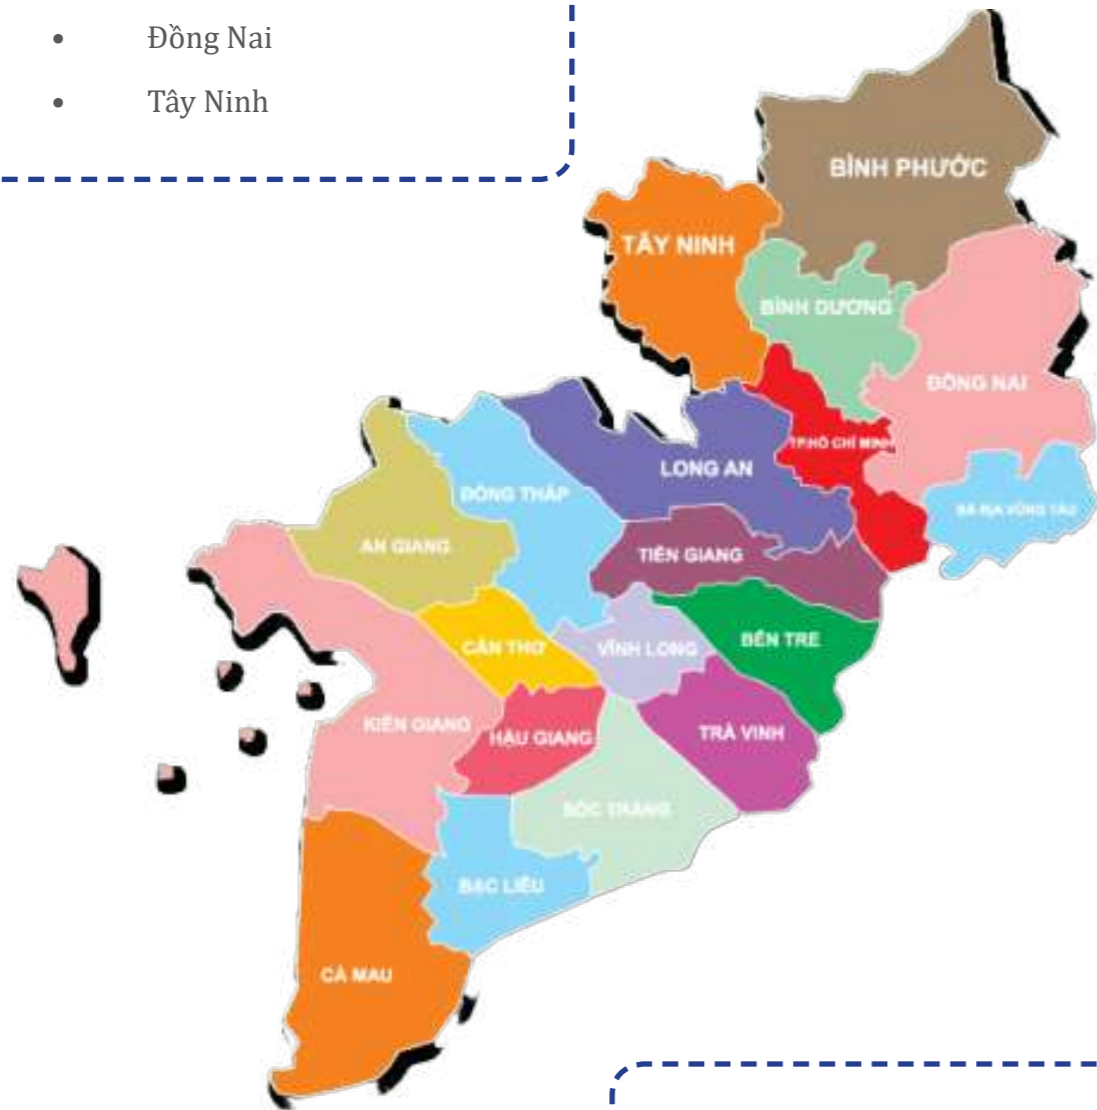 • Đồng Nai
• Tây Ninh
BÌNH PHƯỚC
TÂY NINH
BÌNH DƯƠNG
ĐỒNG NAI
TP.HỒ CHÍ MINH
LONG AN
ĐỒNG THÁP
BÀ RỊA VŨNG TÀU
AN GIANG
TIỀN GIANG
CẦN THƠ
VĨNH LONG
BẾN TRE
KIÊN GIANG
HẬU GIANG
TRÀ VINH
SÓC TRĂNG
BẠC LIÊU
CÀ MAU